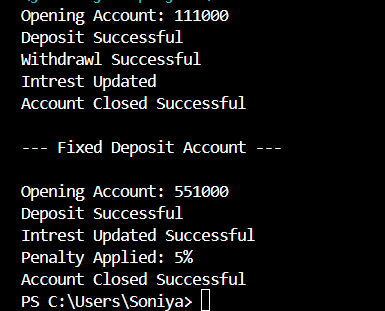 Opening Account: 111000
Deposit Successful
Withdrawl Successful
Intrest Updated
Account Closed Successful
--- Fixed Deposit Account ---
Opening Account: 551000
Deposit Successful
Intrest Updated Successful
Penalty Applied: 5%
Account Closed Successful
PS C:\Users\Soniya>